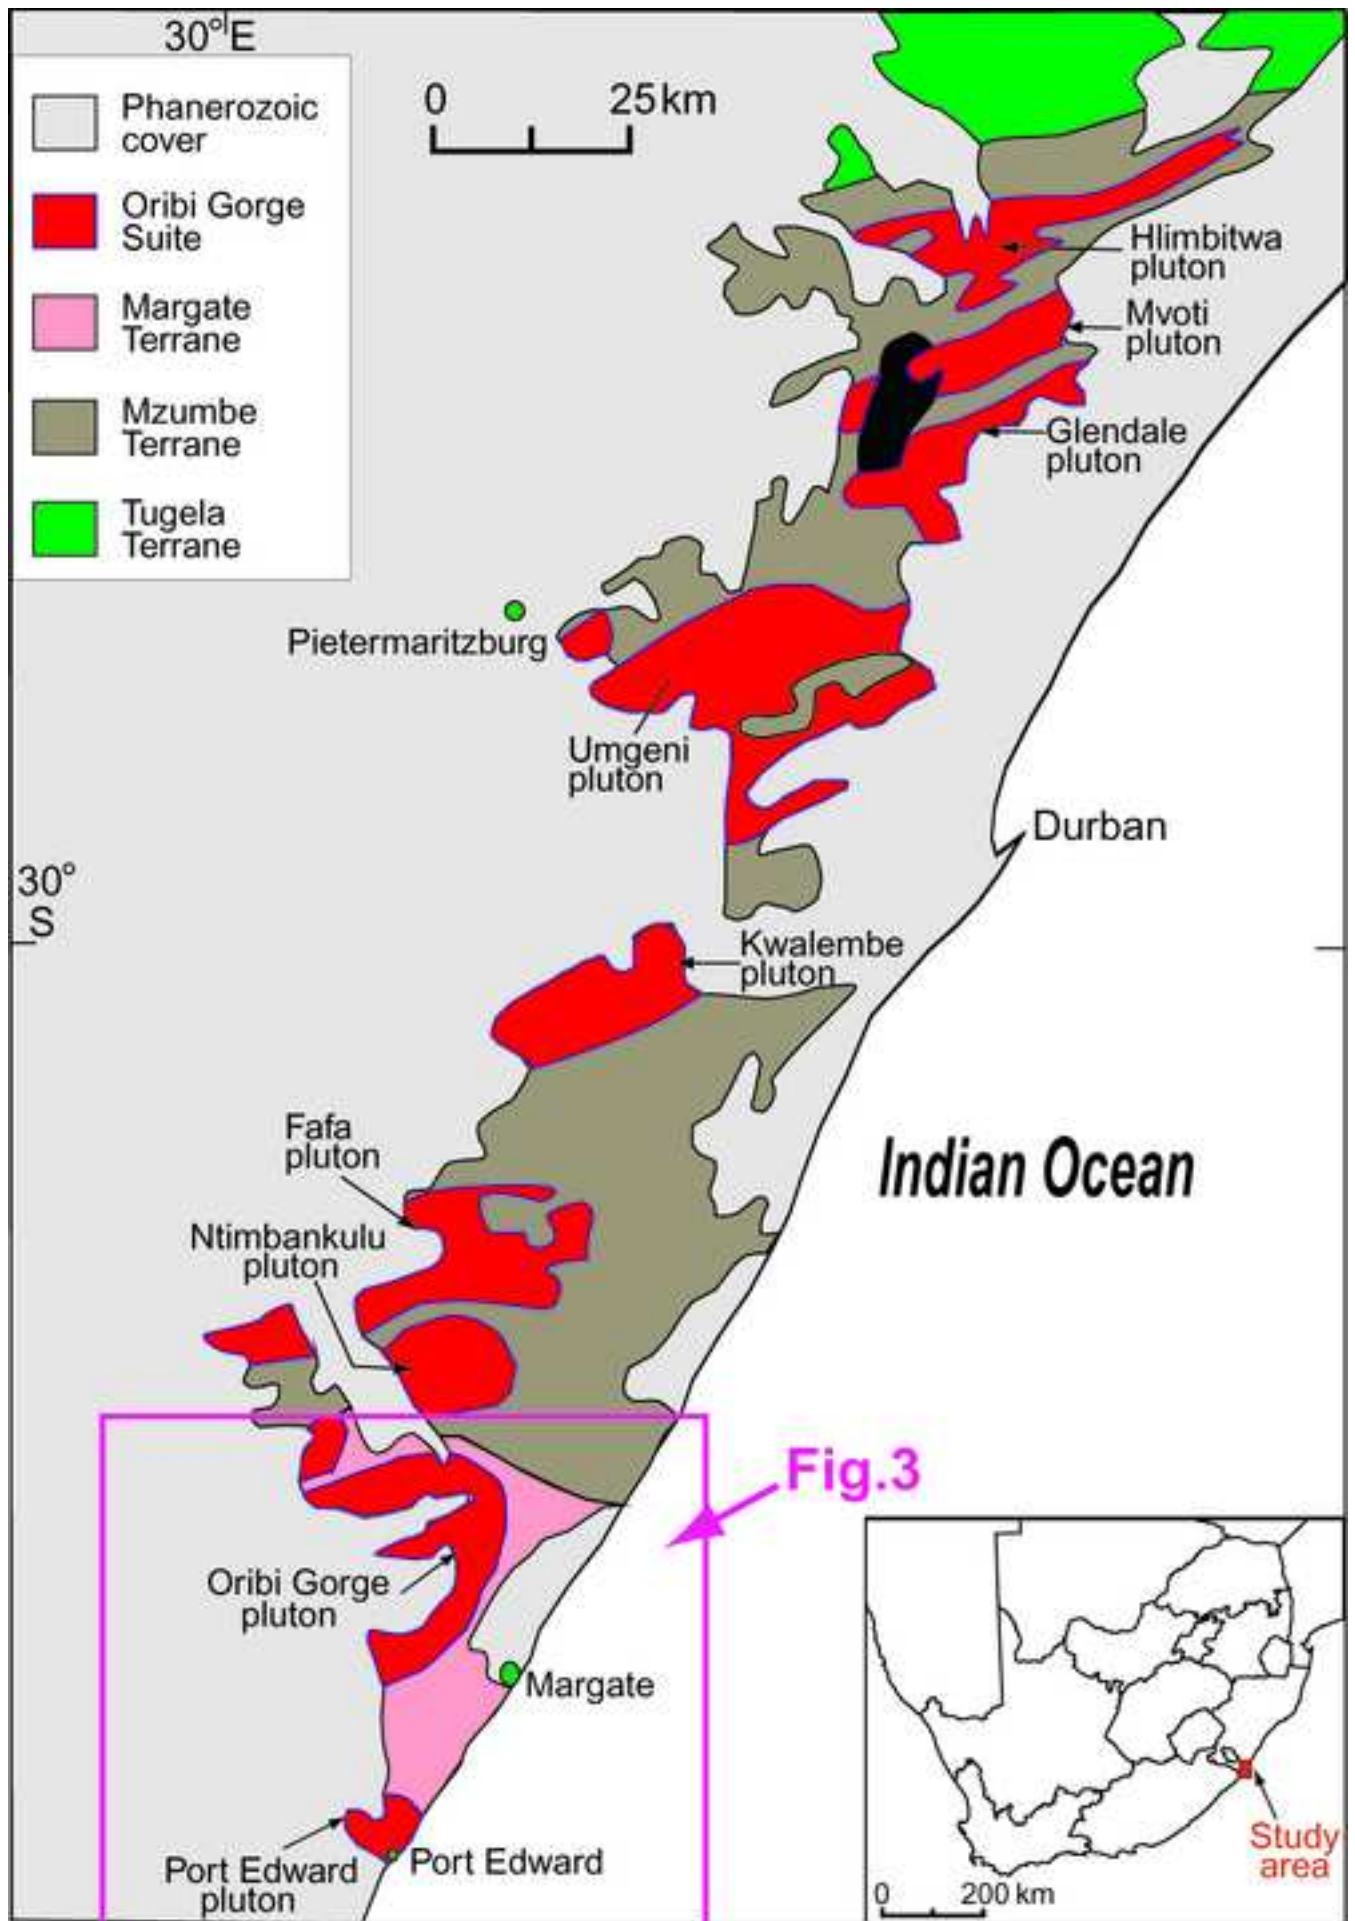 30°E
Phanerozoic
cover
Oribi Gorge
Suite
Margate
Terrane
Mzumbe
Terrane
Tugela
Terrane
0 25km
Hlimbitwa
pluton
Mvoti
pluton
Glendale
pluton
Pietermaritzburg
Umgeni
pluton
Durban
30°
S
Kwalembe
pluton
Fafa
pluton
Indian Ocean
Ntimbankulu
pluton
Fig.3
Oribi Gorge
pluton
Margate
Port Edward
pluton
Port Edward
Study
area
0 200 km